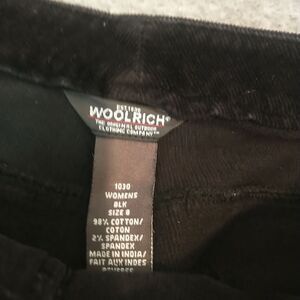 EST. 1830
WOOLRICH®
THE ORIGINAL OUTDOOR
CLOTHING COMPANY™
1030
WOMENS
BLK
SIZE 8
98% COTTON/
COTON
2% SPANDEX/
SPANDEX
MADE IN INDIA/
FAIT AUX INDES